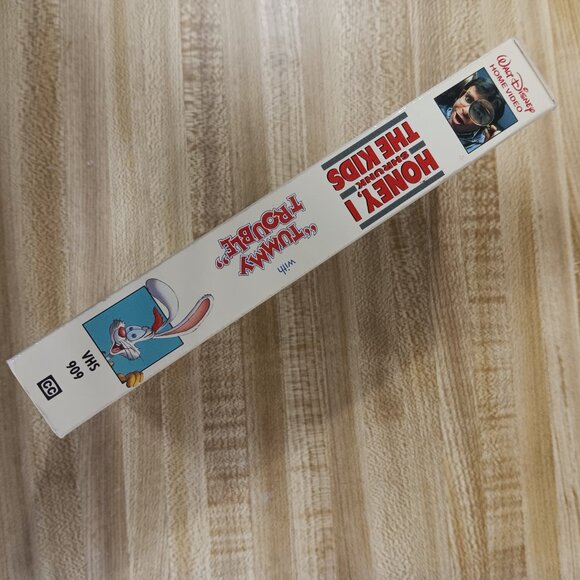 WALT DISNEY
HOME VIDEO
HONEY, I
SHRUNK
THE KIDS
with
"TUMMY
TROUBLE"
VHS
909
CC